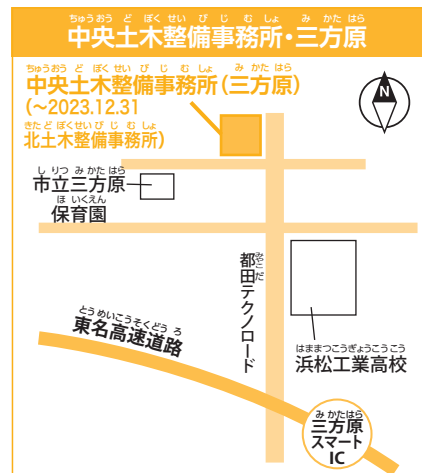 ちゅうおう ど ぼく せい び じ む しょ み かた はら
中央土木整備事務所・三方原
ちゅうおう ど ぼく せい び じ む しょ み かた はら
中央土木整備事務所(三方原)
(～2023.12.31
きた ど ぼくせい び じ む しょ
北土木整備事務所)
N
し りつ み かた はら
市立三方原
ほ いくえん
保育園
みやこ だ
都田テクノロード
とうめいこうそくどう ろ
東名高速道路
はままつこうぎょうこうこう
浜松工業高校
み かたはら
三方原
スマート
IC